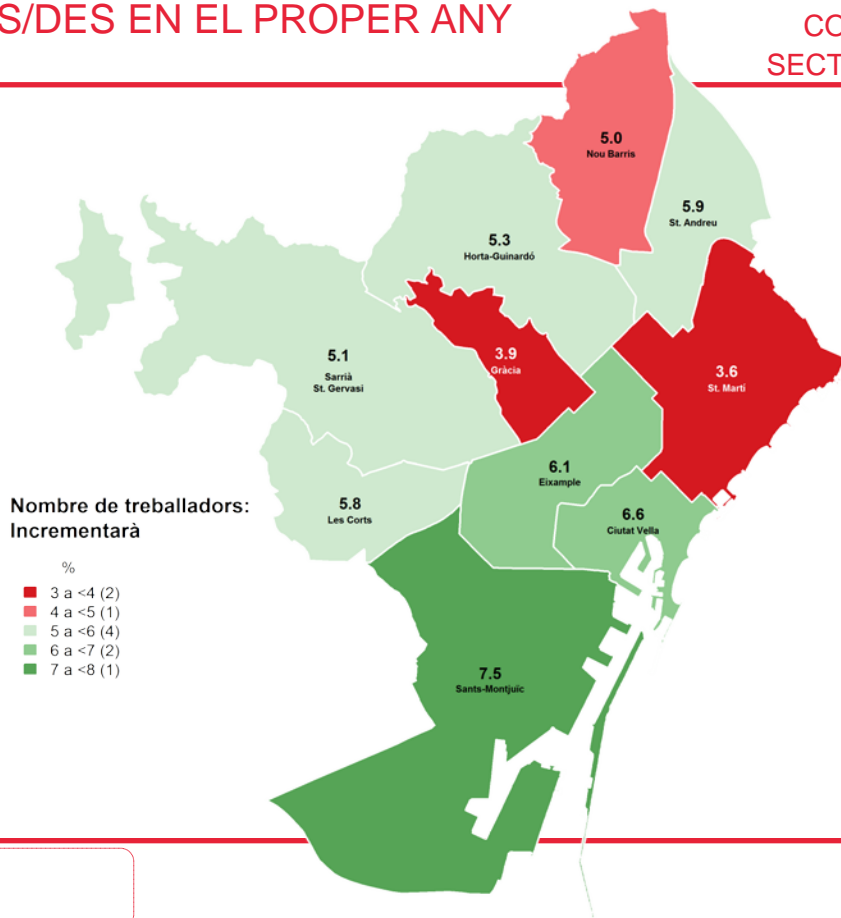 S/DES EN EL PROPER ANY
CO
SECT
5.0
Nou Barris
5.9
St. Andreu
5.3
Horta-Guinardó
3.9
Gràcia
3.6
St. Martí
5.1
Sarrià
St. Gervasi
6.1
Eixample
5.8
Les Corts
6.6
Ciutat Vella
7.5
Sants-Montjuïc
Nombre de treballadors:
Incrementarà
%
3 a <4 (2)
4 a <5 (1)
5 a <6 (4)
6 a <7 (2)
7 a <8 (1)